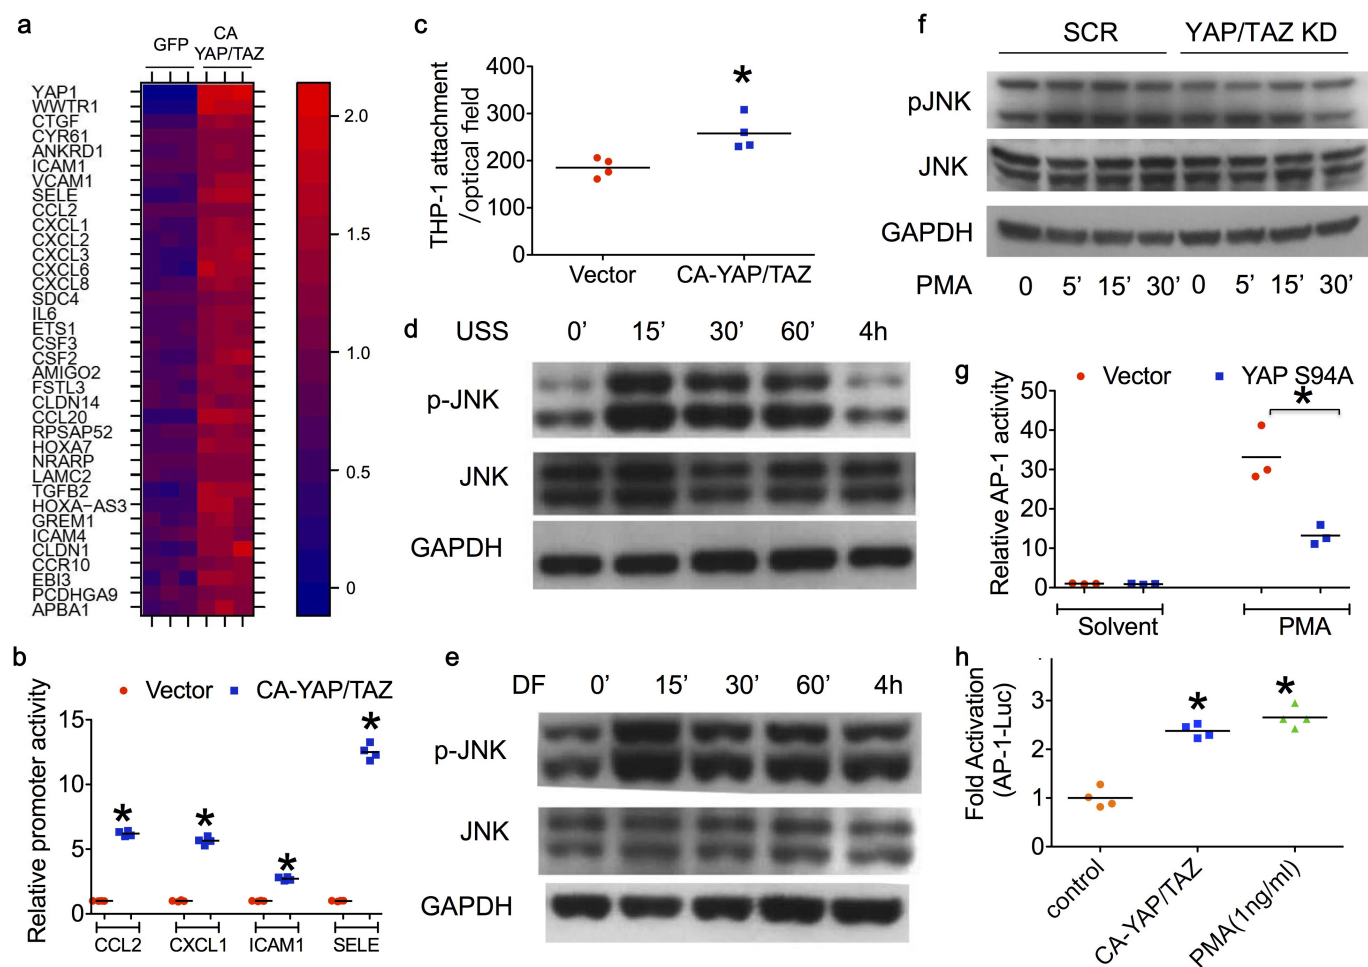 a
GFP
CA
YAP/TAZ
YAP1
WWTR1
CTGF
CYR61
ANKRD1
ICAM1
VCAM1
SELE
CCL2
CXCL1
CXCL2
CXCL3
CXCL6
CXCL8
SDC4
IL6
ETS1
CSF3
CSF2
AMIGO2
FSTL3
CLDN14
CCL20
RPSAP52
HOXA7
NRARP
LAMC2
TGFB2
HOXA−AS3
GREM1
ICAM4
CLDN1
CCR10
EBI3
PCDHGA9
APBA1
2.0
1.5
1.0
0.5
0
b
Vector CA-YAP/TAZ
Relative promoter activity
15
10
5
0
* * * *
CCL2 CXCL1 ICAM1 SELE
c
THP-1 attachment
/optical field)
400
300
200
100
0
*
Vector CA-YAP/TAZ
d
USS 0’ 15’ 30’ 60’ 4h
p-JNK
JNK
GAPDH
e
DF 0’ 15’ 30’ 60’ 4h
p-JNK
JNK
GAPDH
f
SCR YAP/TAZ KD
pJNK
JNK
GAPDH
PMA 0 5’ 15’ 30’ 0 5’ 15’ 30’
g
Vector YAP S94A
Relative AP-1 activity
50
40
30
20
10
0
*
Solvent PMA
h
Fold Activation
(AP-1-Luc)
3
2
1
0
* *
control
CA-YAP/TAZ
PMA(1ng/ml)